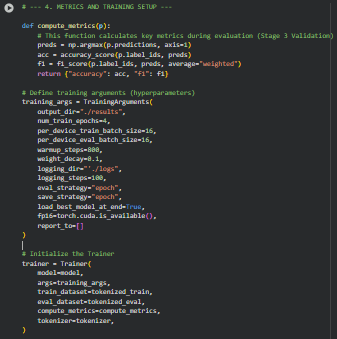 # --- 4. METRICS AND TRAINING SETUP ---
def compute_metrics(p):
# This function calculates key metrics during evaluation (Stage 3 Validation)
preds = np.argmax(p.predictions, axis=1)
acc = accuracy_score(p.label_ids, preds)
f1 = f1_score(p.label_ids, preds, average="weighted")
return {"accuracy": acc, "f1": f1}
# Define training arguments (hyperparameters)
training_args = TrainingArguments(
output_dir="./results",
num_train_epochs=4,
per_device_train_batch_size=16,
per_device_eval_batch_size=16,
warmup_steps=800,
weight_decay=0.1,
logging_dir="'./logs",
logging_steps=100,
eval_strategy="epoch",
save_strategy="epoch",
load_best_model_at_end=True,
fp16=torch.cuda.is_available(),
report_to=[]
)
# Initialize the Trainer
trainer = Trainer(
model=model,
args=training_args,
train_dataset=tokenized_train,
eval_dataset=tokenized_eval,
compute_metrics=compute_metrics,
tokenizer=tokenizer,
)